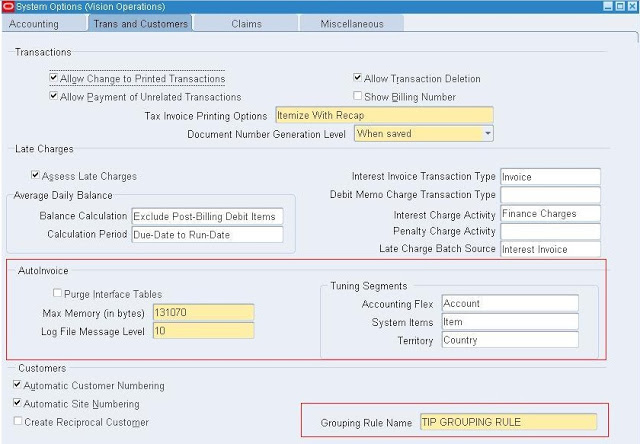 System Options (Vision Operations)
Accounting Trans and Customers Claims Miscellaneous
Transactions
Allow Change to Printed Transactions Allow Transaction Deletion
Allow Payment of Unrelated Transactions Show Billing Number
Tax Invoice Printing Options Itemize With Recap
Document Number Generation Level When saved
Late Charges
Assess Late Charges Interest Invoice Transaction Type Invoice
Debit Memo Charge Transaction Type
Average Daily Balance
Balance Calculation Exclude Post-Billing Debit Items Interest Charge Activity Finance Charges
Calculation Period Due-Date to Run-Date Penalty Charge Activity
Late Charge Batch Source Interest Invoice
AutoInvoice
Purge Interface Tables Tuning Segments
Max Memory (in bytes) 131070 Accounting Flex Account
Log File Message Level 10 System Items Item
Territory Country
Customers
Automatic Customer Numbering
Automatic Site Numbering
Create Reciprocal Customer Grouping Rule Name TIP GROUPING RULE